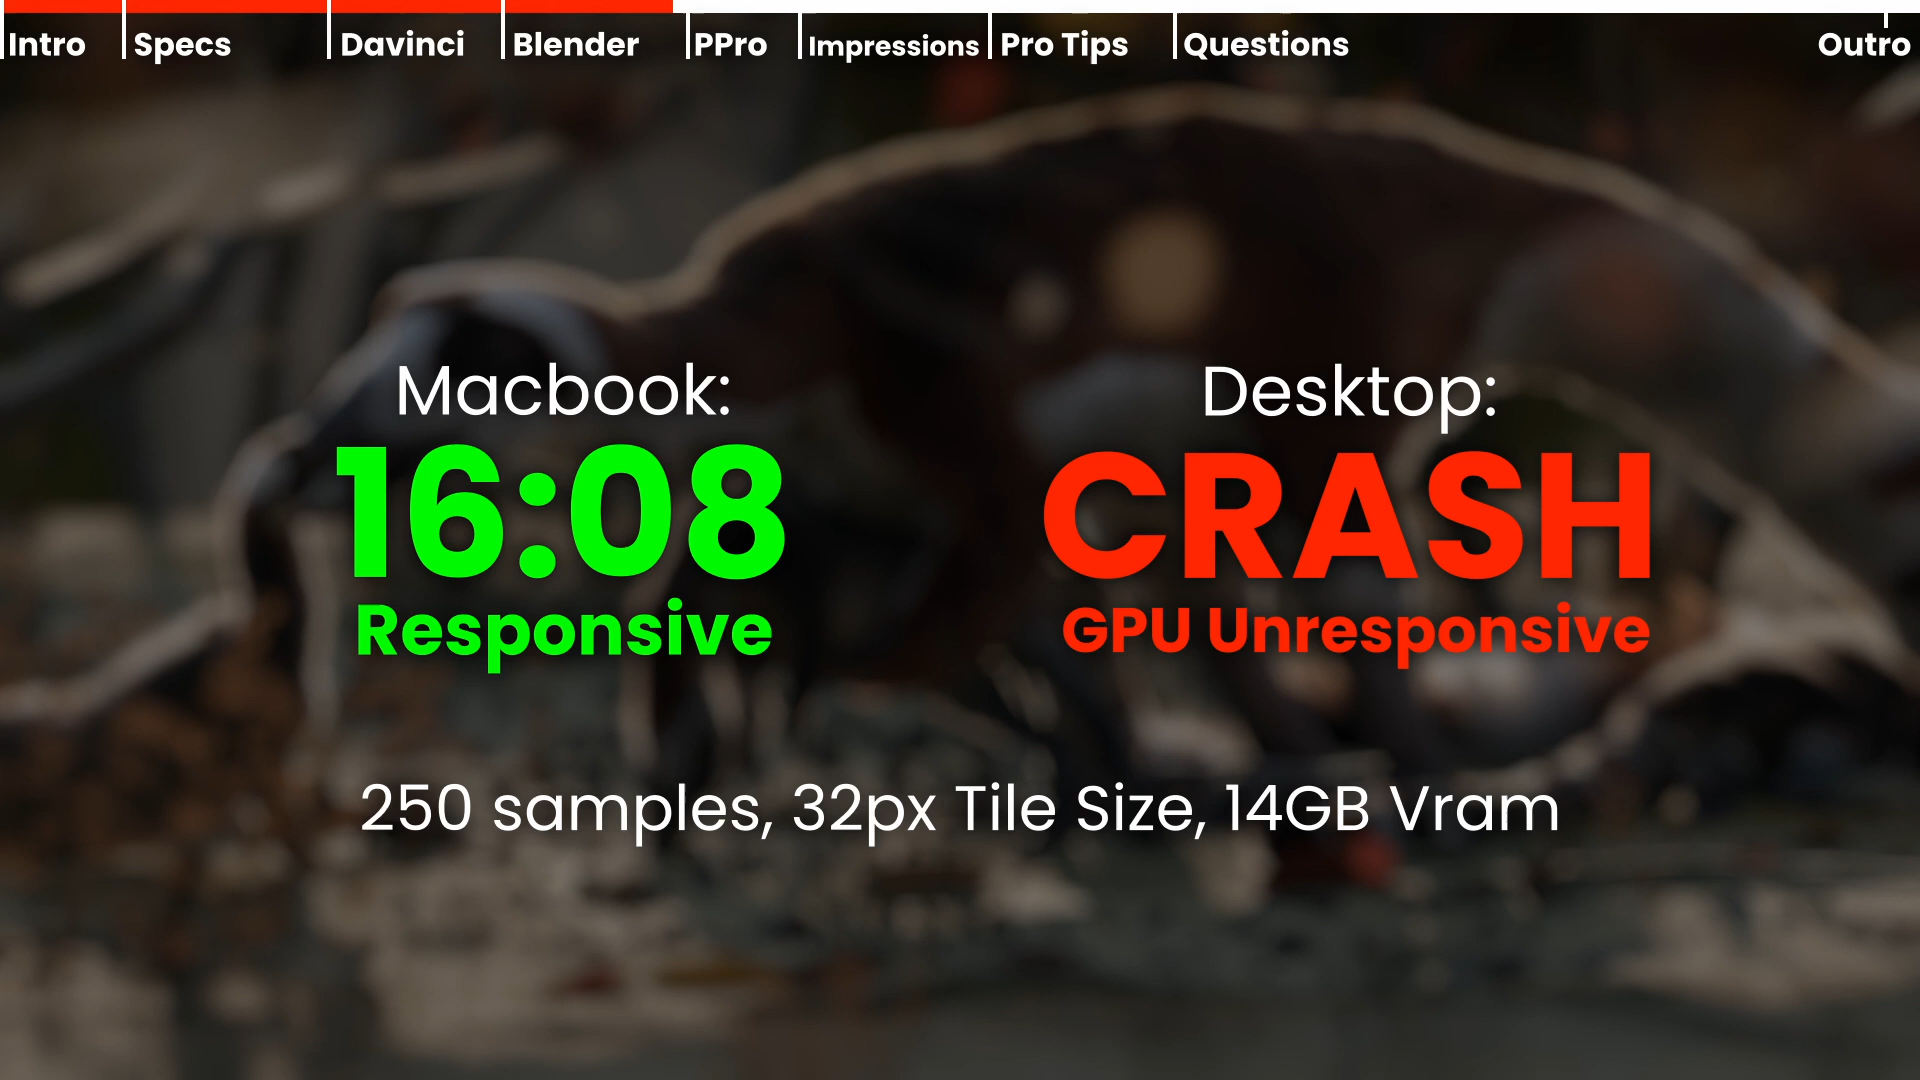 Intro Specs Davinci Blender PPro Impressions Pro Tips Questions Outro
Macbook:
16:08
Responsive
Desktop:
CRASH
GPU Unresponsive
250 samples, 32px Tile Size, 14GB Vram